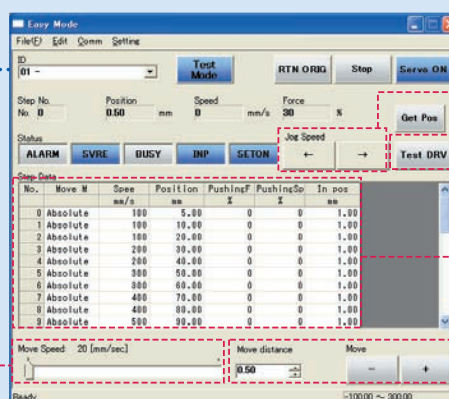 Easy Mode
File(F) Edit Comm Setting
ID
01 -
Test Mode
RTN ORIG
Stop
Servo ON
Step No. Position Speed Force
No. 0 0.50 mm 0 mm/s 30 %
Get Pos
Status
Jog Speed
ALARM SVRE BUSY INP SETON
← →
Test DRV
Step Data
No. Move M Spee Position PushingF PushingSp In pos
mm/s mm % % mm
0 Absolute 100 5.00 0 0 1.00
1 Absolute 100 10.00 0 0 1.00
2 Absolute 100 20.00 0 0 1.00
3 Absolute 200 30.00 0 0 1.00
4 Absolute 200 40.00 0 0 1.00
5 Absolute 300 50.00 0 0 1.00
6 Absolute 300 60.00 0 0 1.00
7 Absolute 400 70.00 0 0 1.00
8 Absolute 400 80.00 0 0 1.00
9 Absolute 500 90.00 0 0 1.00
Move Speed 20 [mm/sec]
Move distance
Move
0.50
- +
Ready
-100.00 ~ 300.00